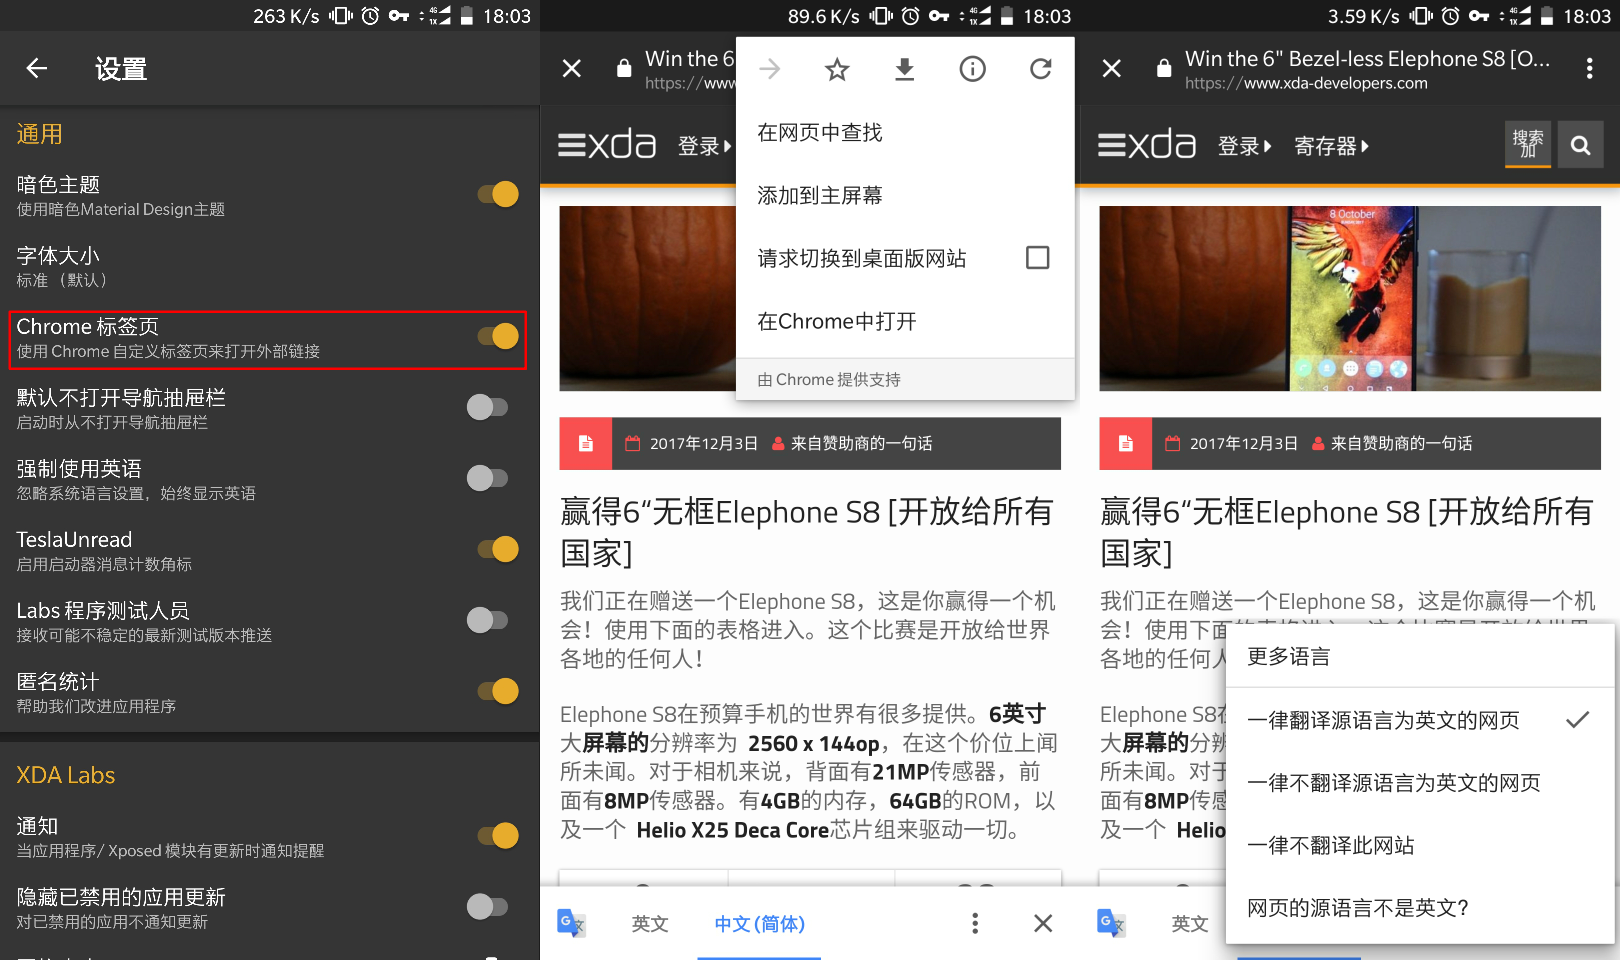 263 K/s 4G 1X 18:03
设置
通用
暗色主题
使用暗色Material Design主题
字体大小
标准 （默认）
Chrome 标签页
使用 Chrome 自定义标签页来打开外部链接
默认不打开导航抽屉栏
启动时从不打开导航抽屉栏
强制使用英语
忽略系统语言设置，始终显示英语
TeslaUnread
启用启动器消息计数角标
Labs 程序测试人员
接收可能不稳定的最新测试版本推送
匿名统计
帮助我们改进应用程序
XDA Labs
通知
当应用程序/ Xposed 模块有更新时通知提醒
隐藏已禁用的应用更新
对已禁用的应用不通知更新
89.6 K/s 4G 1X 18:03
Win the 6
https://www
xda 登录
在网页中查找
添加到主屏幕
请求切换到桌面版网站
在Chrome中打开
由 Chrome 提供支持
2017年12月3日 来自赞助商的一句话
赢得6“无框Elephone S8 [开放给所有
国家]
我们正在赠送一个Elephone S8，这是你赢得一个机
会！使用下面的表格进入。这个比赛是开放给世界
各地的任何人！
Elephone S8在预算手机的世界有很多提供。6英寸
大屏幕的分辨率为 2560 x 144op，在这个价位上闻
所未闻。对于相机来说，背面有21MP传感器，前
面有8MP传感器。有4GB的内存，64GB的ROM，以
及一个 Helio X25 Deca Core芯片组来驱动一切。
G 文 英文 中文 (简体)
3.59 K/s 4G 1X 18:03
Win the 6" Bezel-less Elephone S8 [O...
https://www.xda-developers.com
xda 登录 寄存器 搜索
加
8 October
2017年12月3日 来自赞助商的一句话
赢得6“无框Elephone S8 [开放给所有
国家]
我们正在赠送一个Elephone S8，这是你赢得一个机
会！使用下面的表格进入。这个比赛是开放给世界
各地的任何人
Elephone S8在
大屏幕的分辨
所未闻。对于
面有8MP传感
及一个 Helio
更多语言
一律翻译源语言为英文的网页
一律不翻译源语言为英文的网页
一律不翻译此网站
网页的源语言不是英文?
G 文 英文